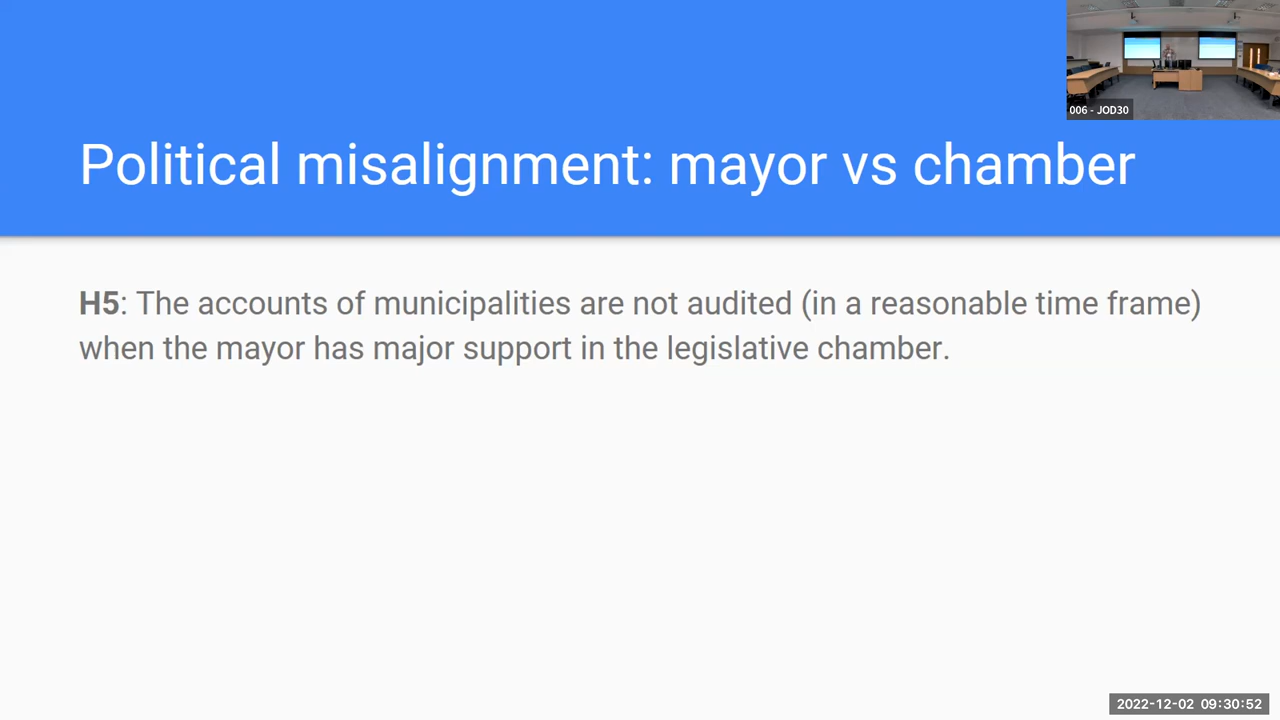 006 - JOD30
Political misalignment: mayor vs chamber
H5: The accounts of municipalities are not audited (in a reasonable time frame)
when the mayor has major support in the legislative chamber.
2022-12-02 09:30:52